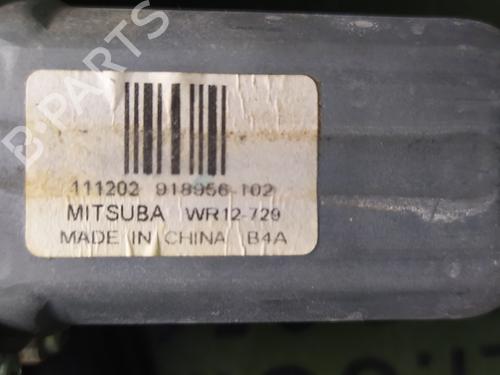 B-PARTS
111202 918956-102
MITSUBA WR12-729
MADE IN CHINA B4A